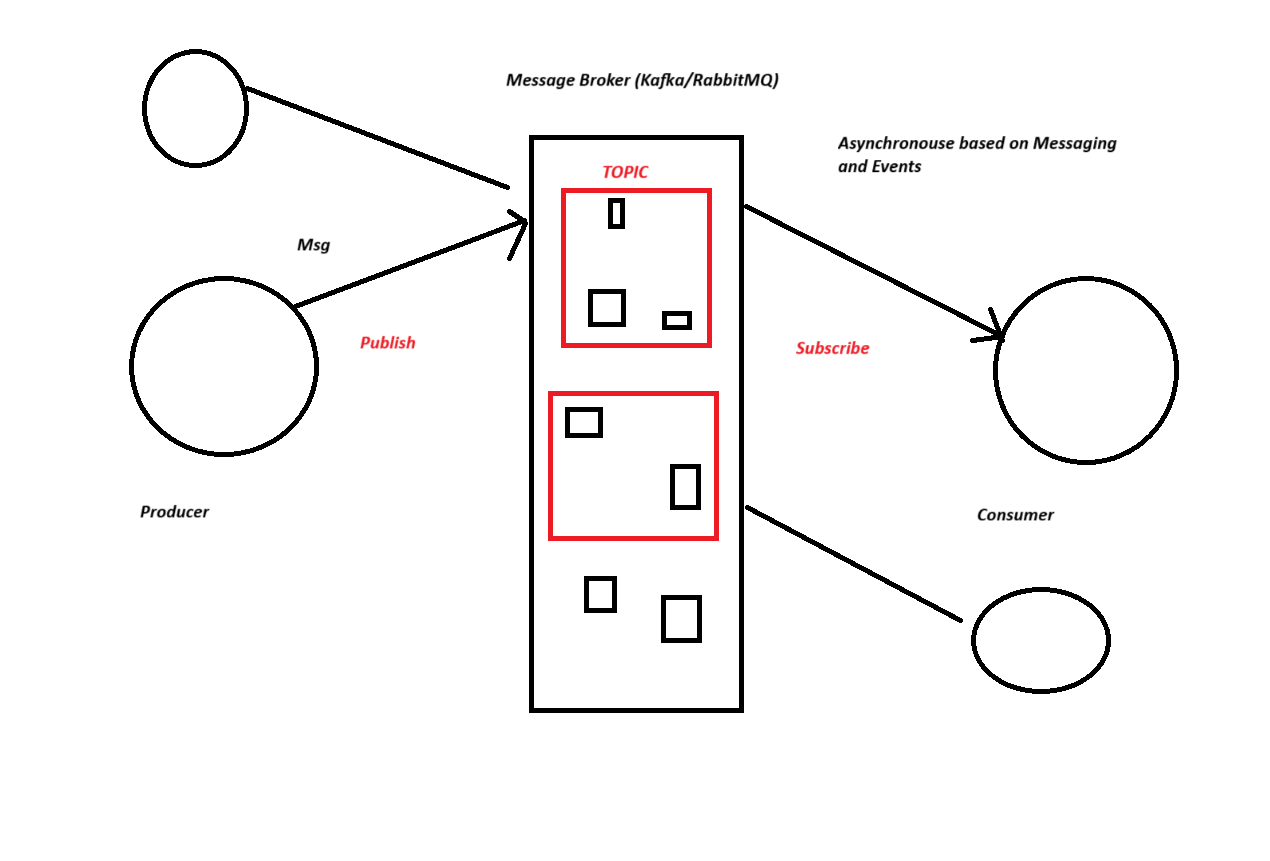 Message Broker (Kafka/RabbitMQ)
Asynchronouse based on Messaging
and Events
TOPIC
Msg
Publish
Subscribe
Producer
Consumer